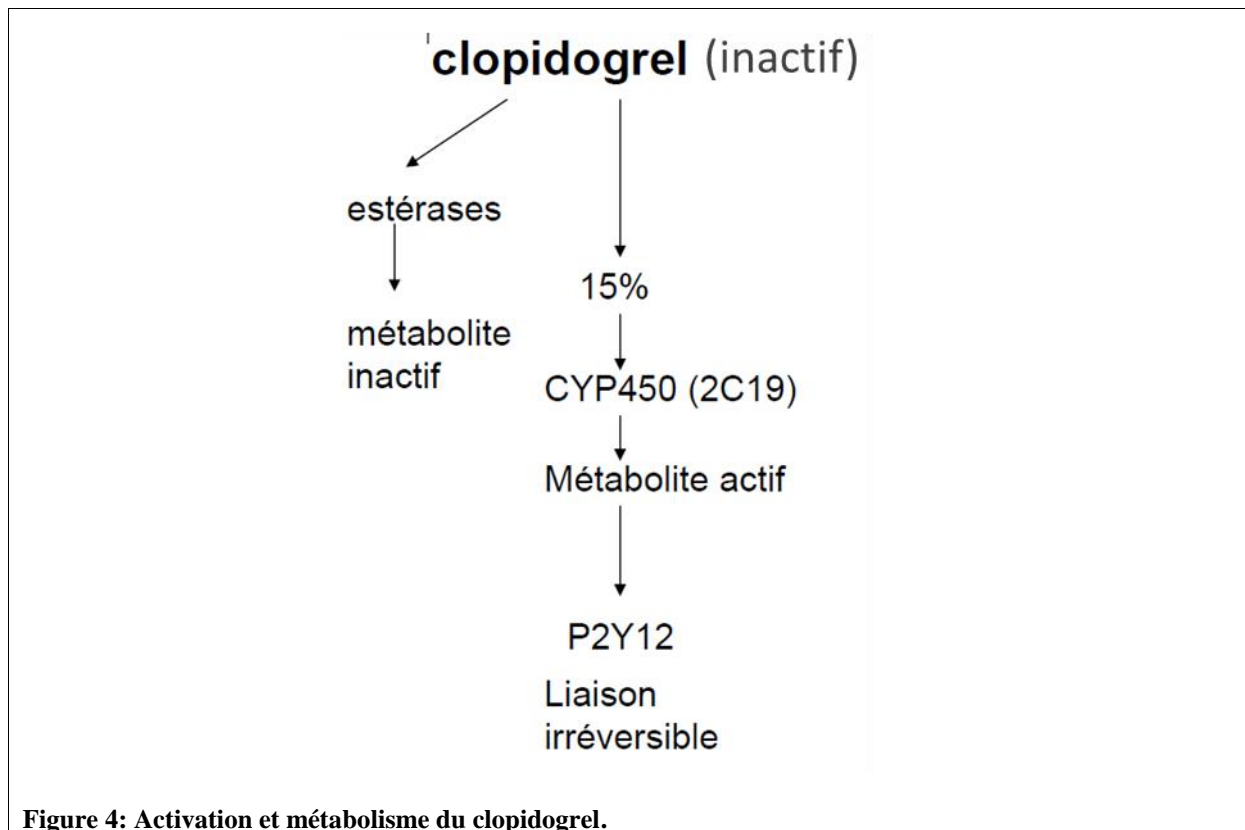 clopidogrel (inactif)
estérases
métabolite
inactif
15%
CYP450 (2C19)
Métabolite actif
P2Y12
Liaison
irréversible
Figure 4: Activation et métabolisme du clopidogrel.